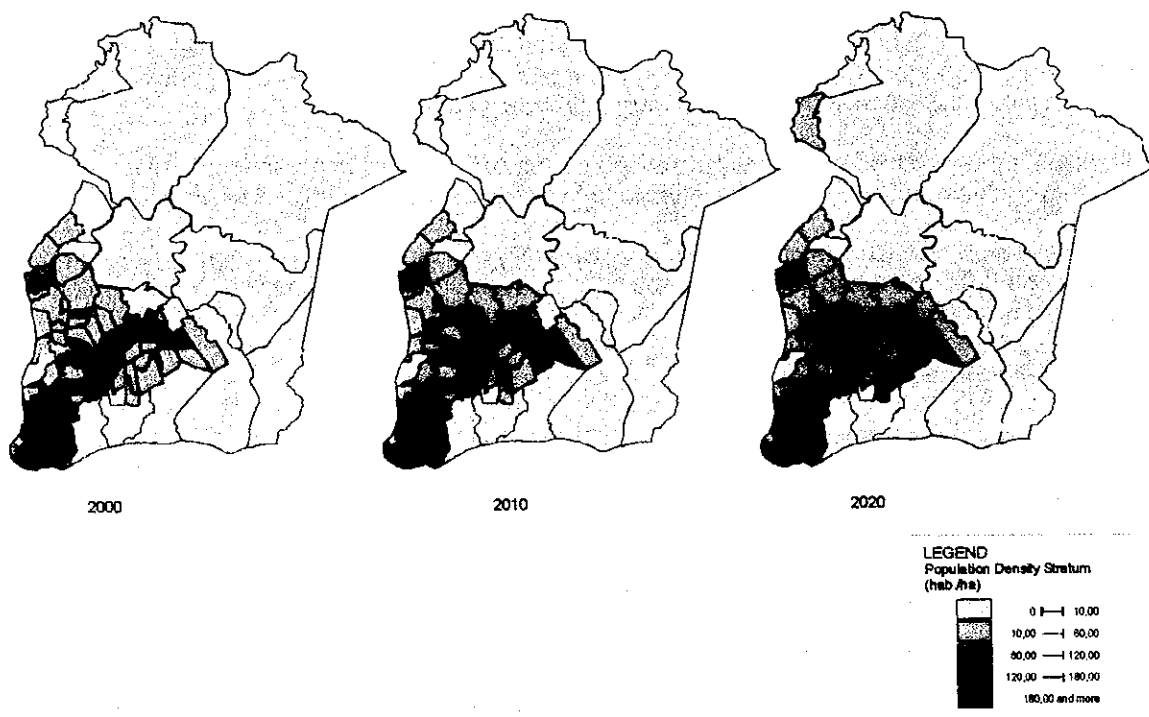 2000
2010
2020
LEGEND
Population Density Stratum
(hab./ha)
0 10,00
10,00 60,00
60,00 120,00
120,00 180,00
180,00 and more